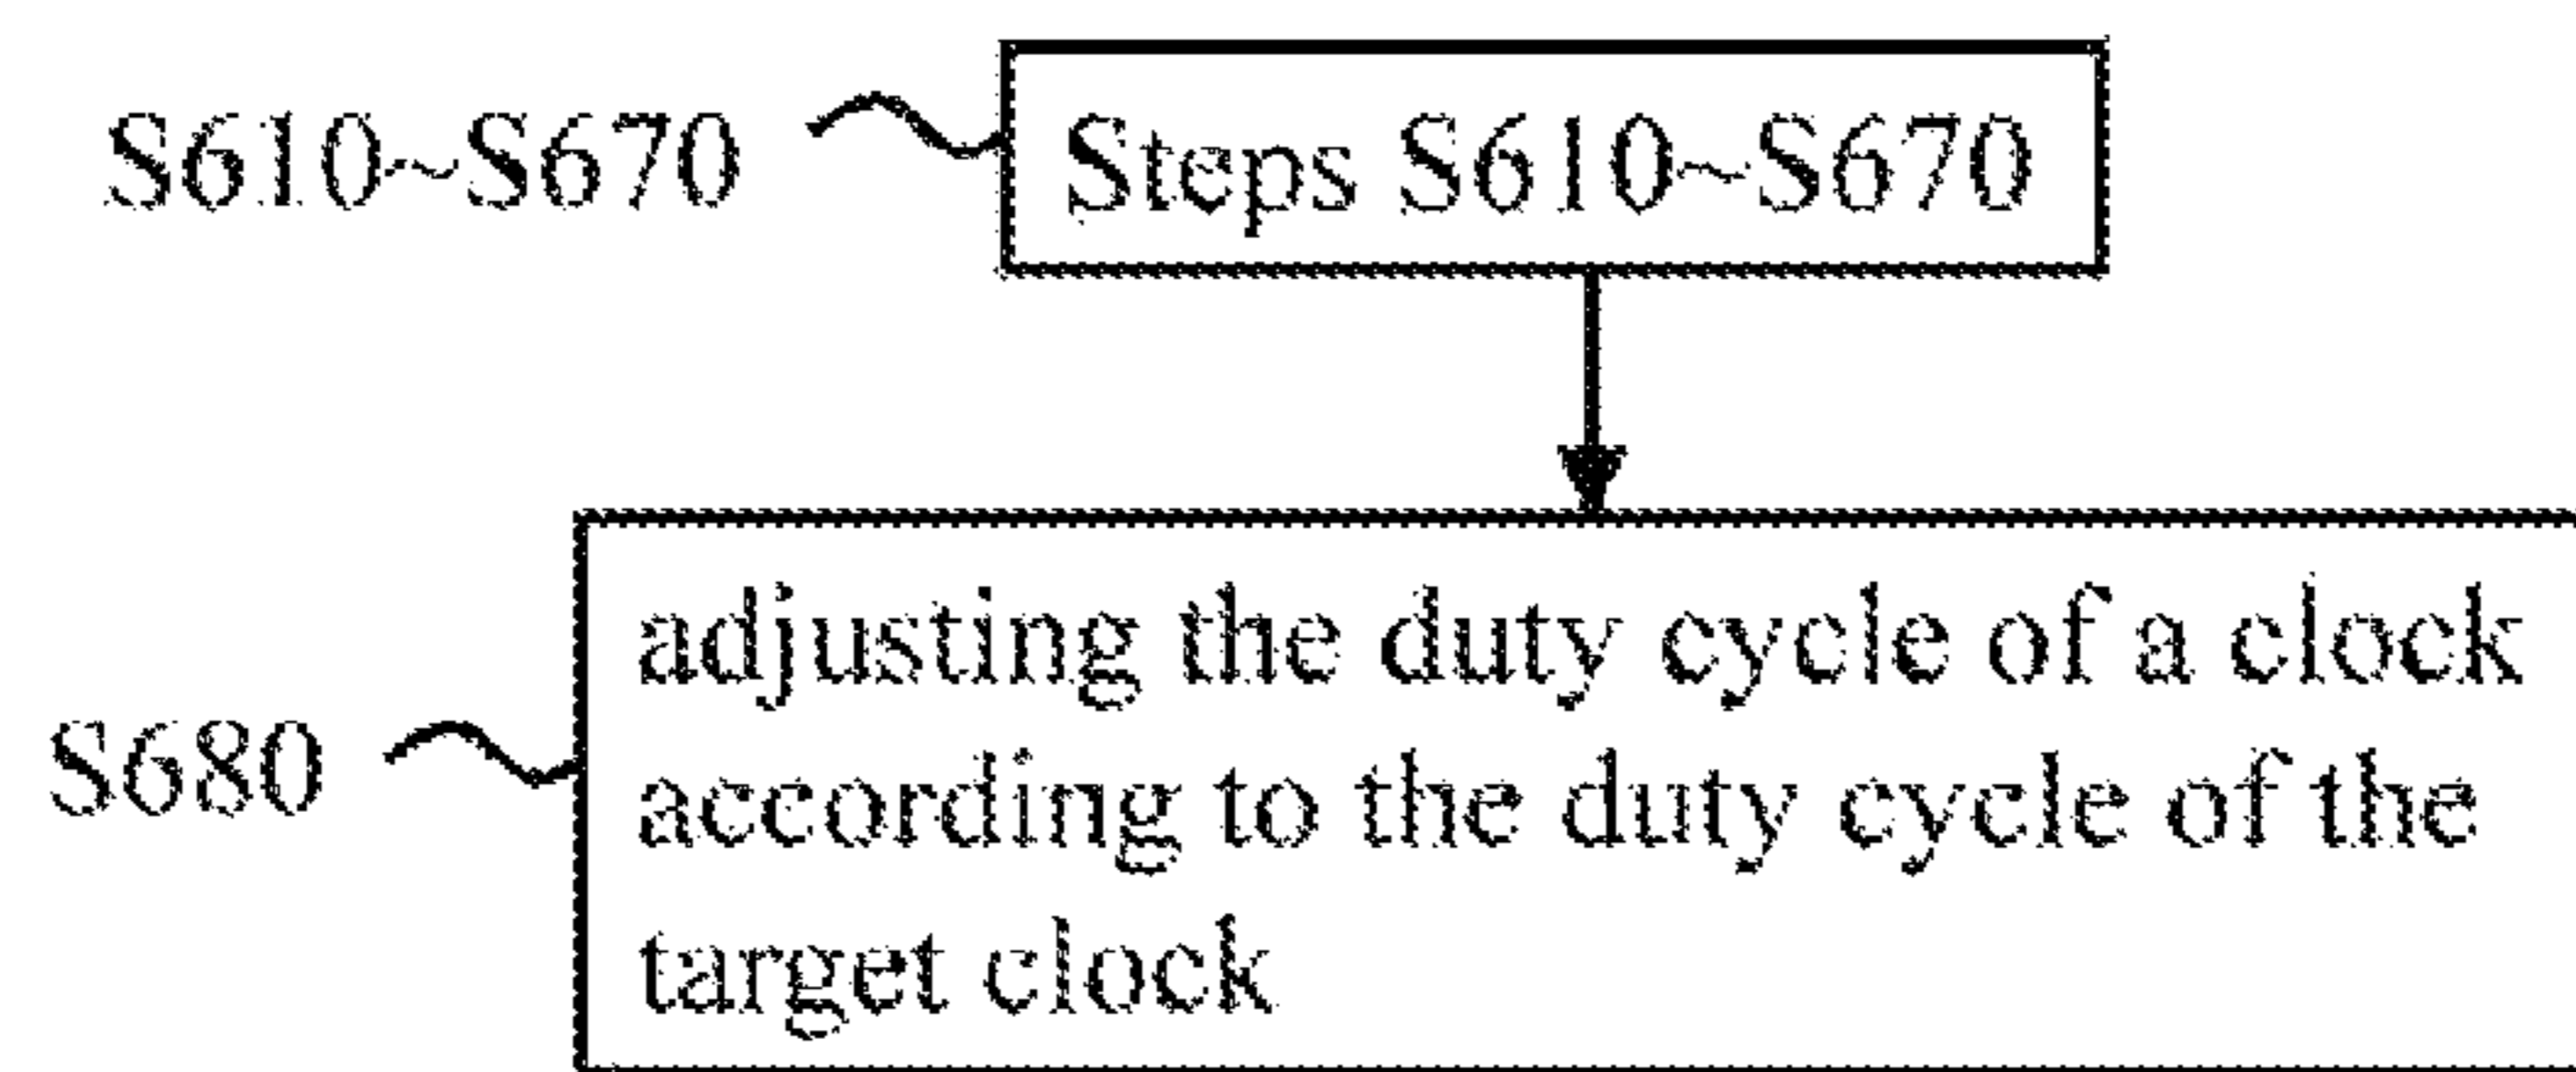 S610~S670 Steps S610~S670
adjusting the duty cycle of a clock
S680 according to the duty cycle of the
target clock